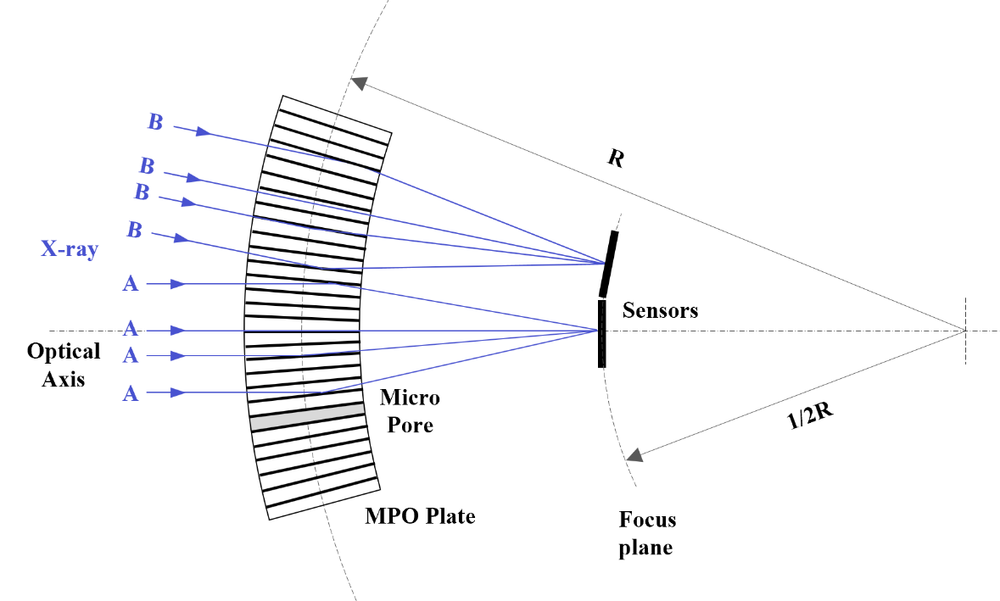 B
R
B
B
B
X-ray
A
Sensors
A
Optical
Axis
A
A
Micro
Pore
1/2R
MPO Plate
Focus
plane